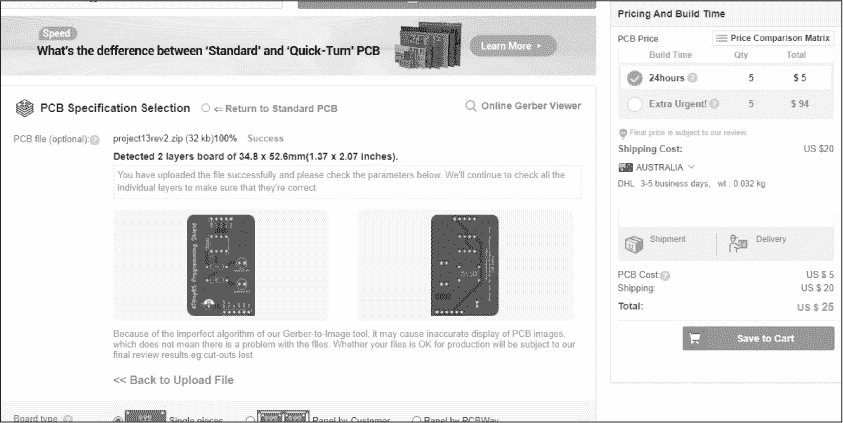 Speed
What's the defference between 'Standard' and 'Quick-Turn' PCB
Learn More
PCB Specification Selection
⇐ Return to Standard PCB
Online Gerber Viewer
PCB file (optional):
project13rev2.zip (32 kb)100% Success
Detected 2 layers board of 34.8 x 52.6mm(1.37 x 2.07 inches).
You have uploaded the file successfully and please check the parameters below. We'll continue to check all the
individual layers to make sure that they're correct.
ATtiny85 Programming Shield
Because of the imperfect algorithm of our Gerber-to-Image tool, it may cause inaccurate display of PCB images,
which does not mean there is a problem with the files. Whether your files is OK for production will be subject to our
final review results.eg:cut-outs lost
<< Back to Upload File
Board type :
Single pieces
Panel by Customer
Panel by PCBWay
Pricing And Build Time
PCB Price
Price Comparison Matrix
Build Time Qty Total
24hours 5 $ 5
Extra Urgent! 5 $ 94
Final price is subject to our review.
Shipping Cost: US $20
AUSTRALIA
DHL 3-5 business days, wt : 0.032 kg
Shipment
Delivery
PCB Cost: US $ 5
Shipping: US $ 20
Total: US $ 25
Save to Cart